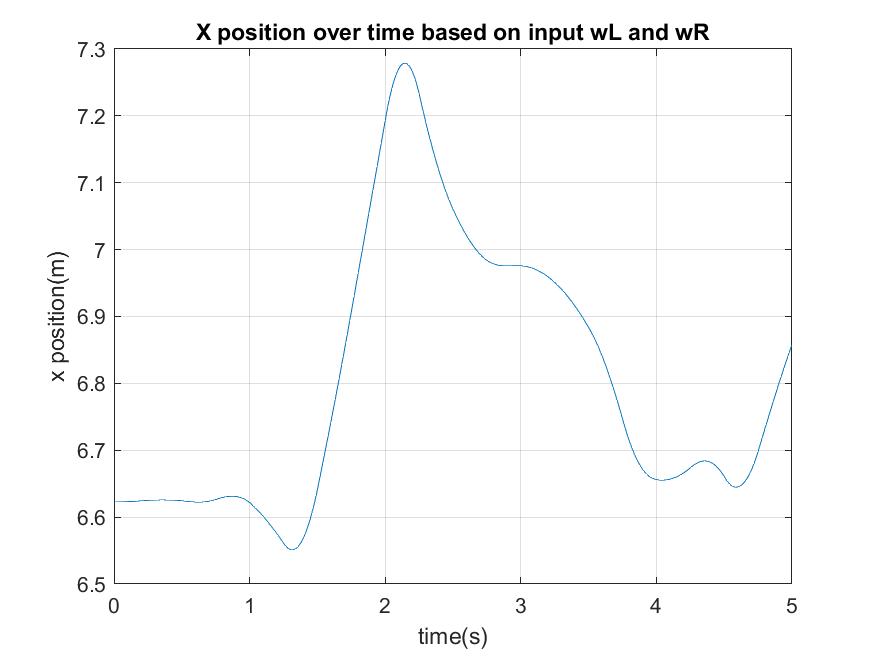 X position over time based on input wL and wR
7.3
7.2
7.1
7
6.9
6.8
6.7
6.6
6.5
x position(m)
0 1 2 3 4 5
time(s)